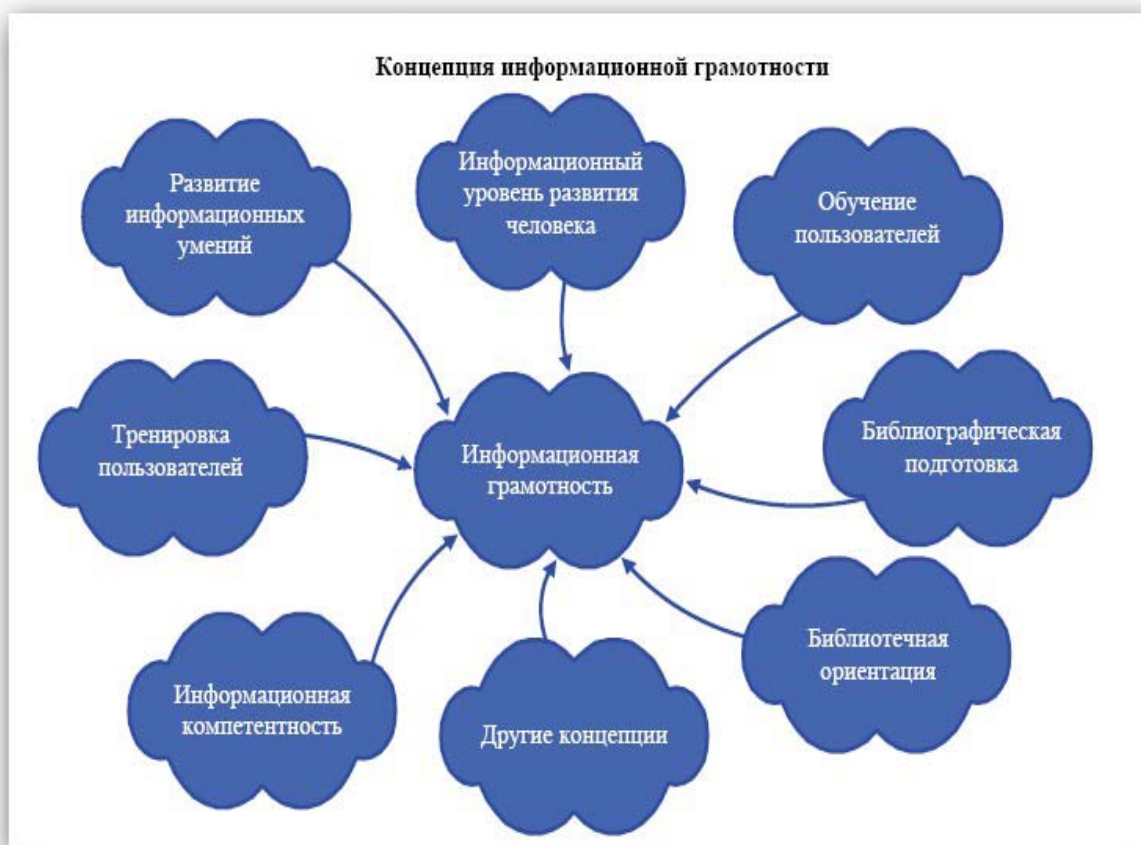 Концепция информационной грамотности
Развитие
информационных
умений
Информационный
уровень развития
человека
Обучение
пользователей
Тренировка
пользователей
Информационная
грамотность
Библиографическая
подготовка
Информационная
компетентность
Другие концепции
Библиотечная
ориентация